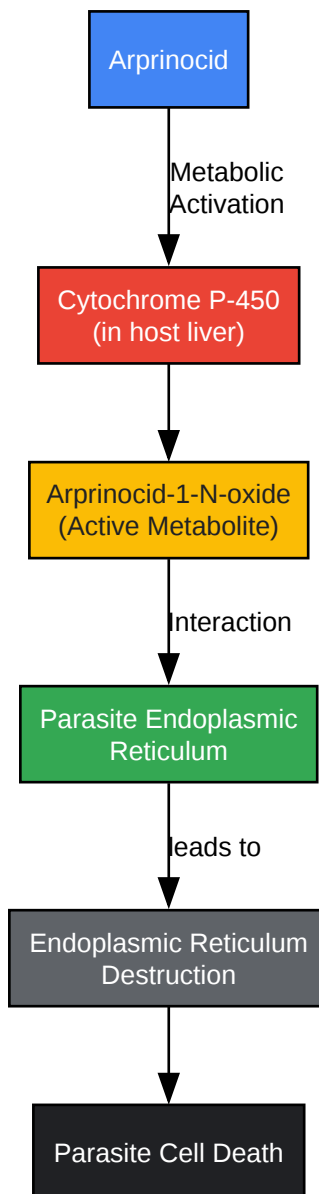 Arprinocid
Metabolic
Activation
Cytochrome P-450
(in host liver)
Arprinocid-1-N-oxide
(Active Metabolite)
Interaction
Parasite Endoplasmic
Reticulum
leads to
Endoplasmic Reticulum
Destruction
Parasite Cell Death